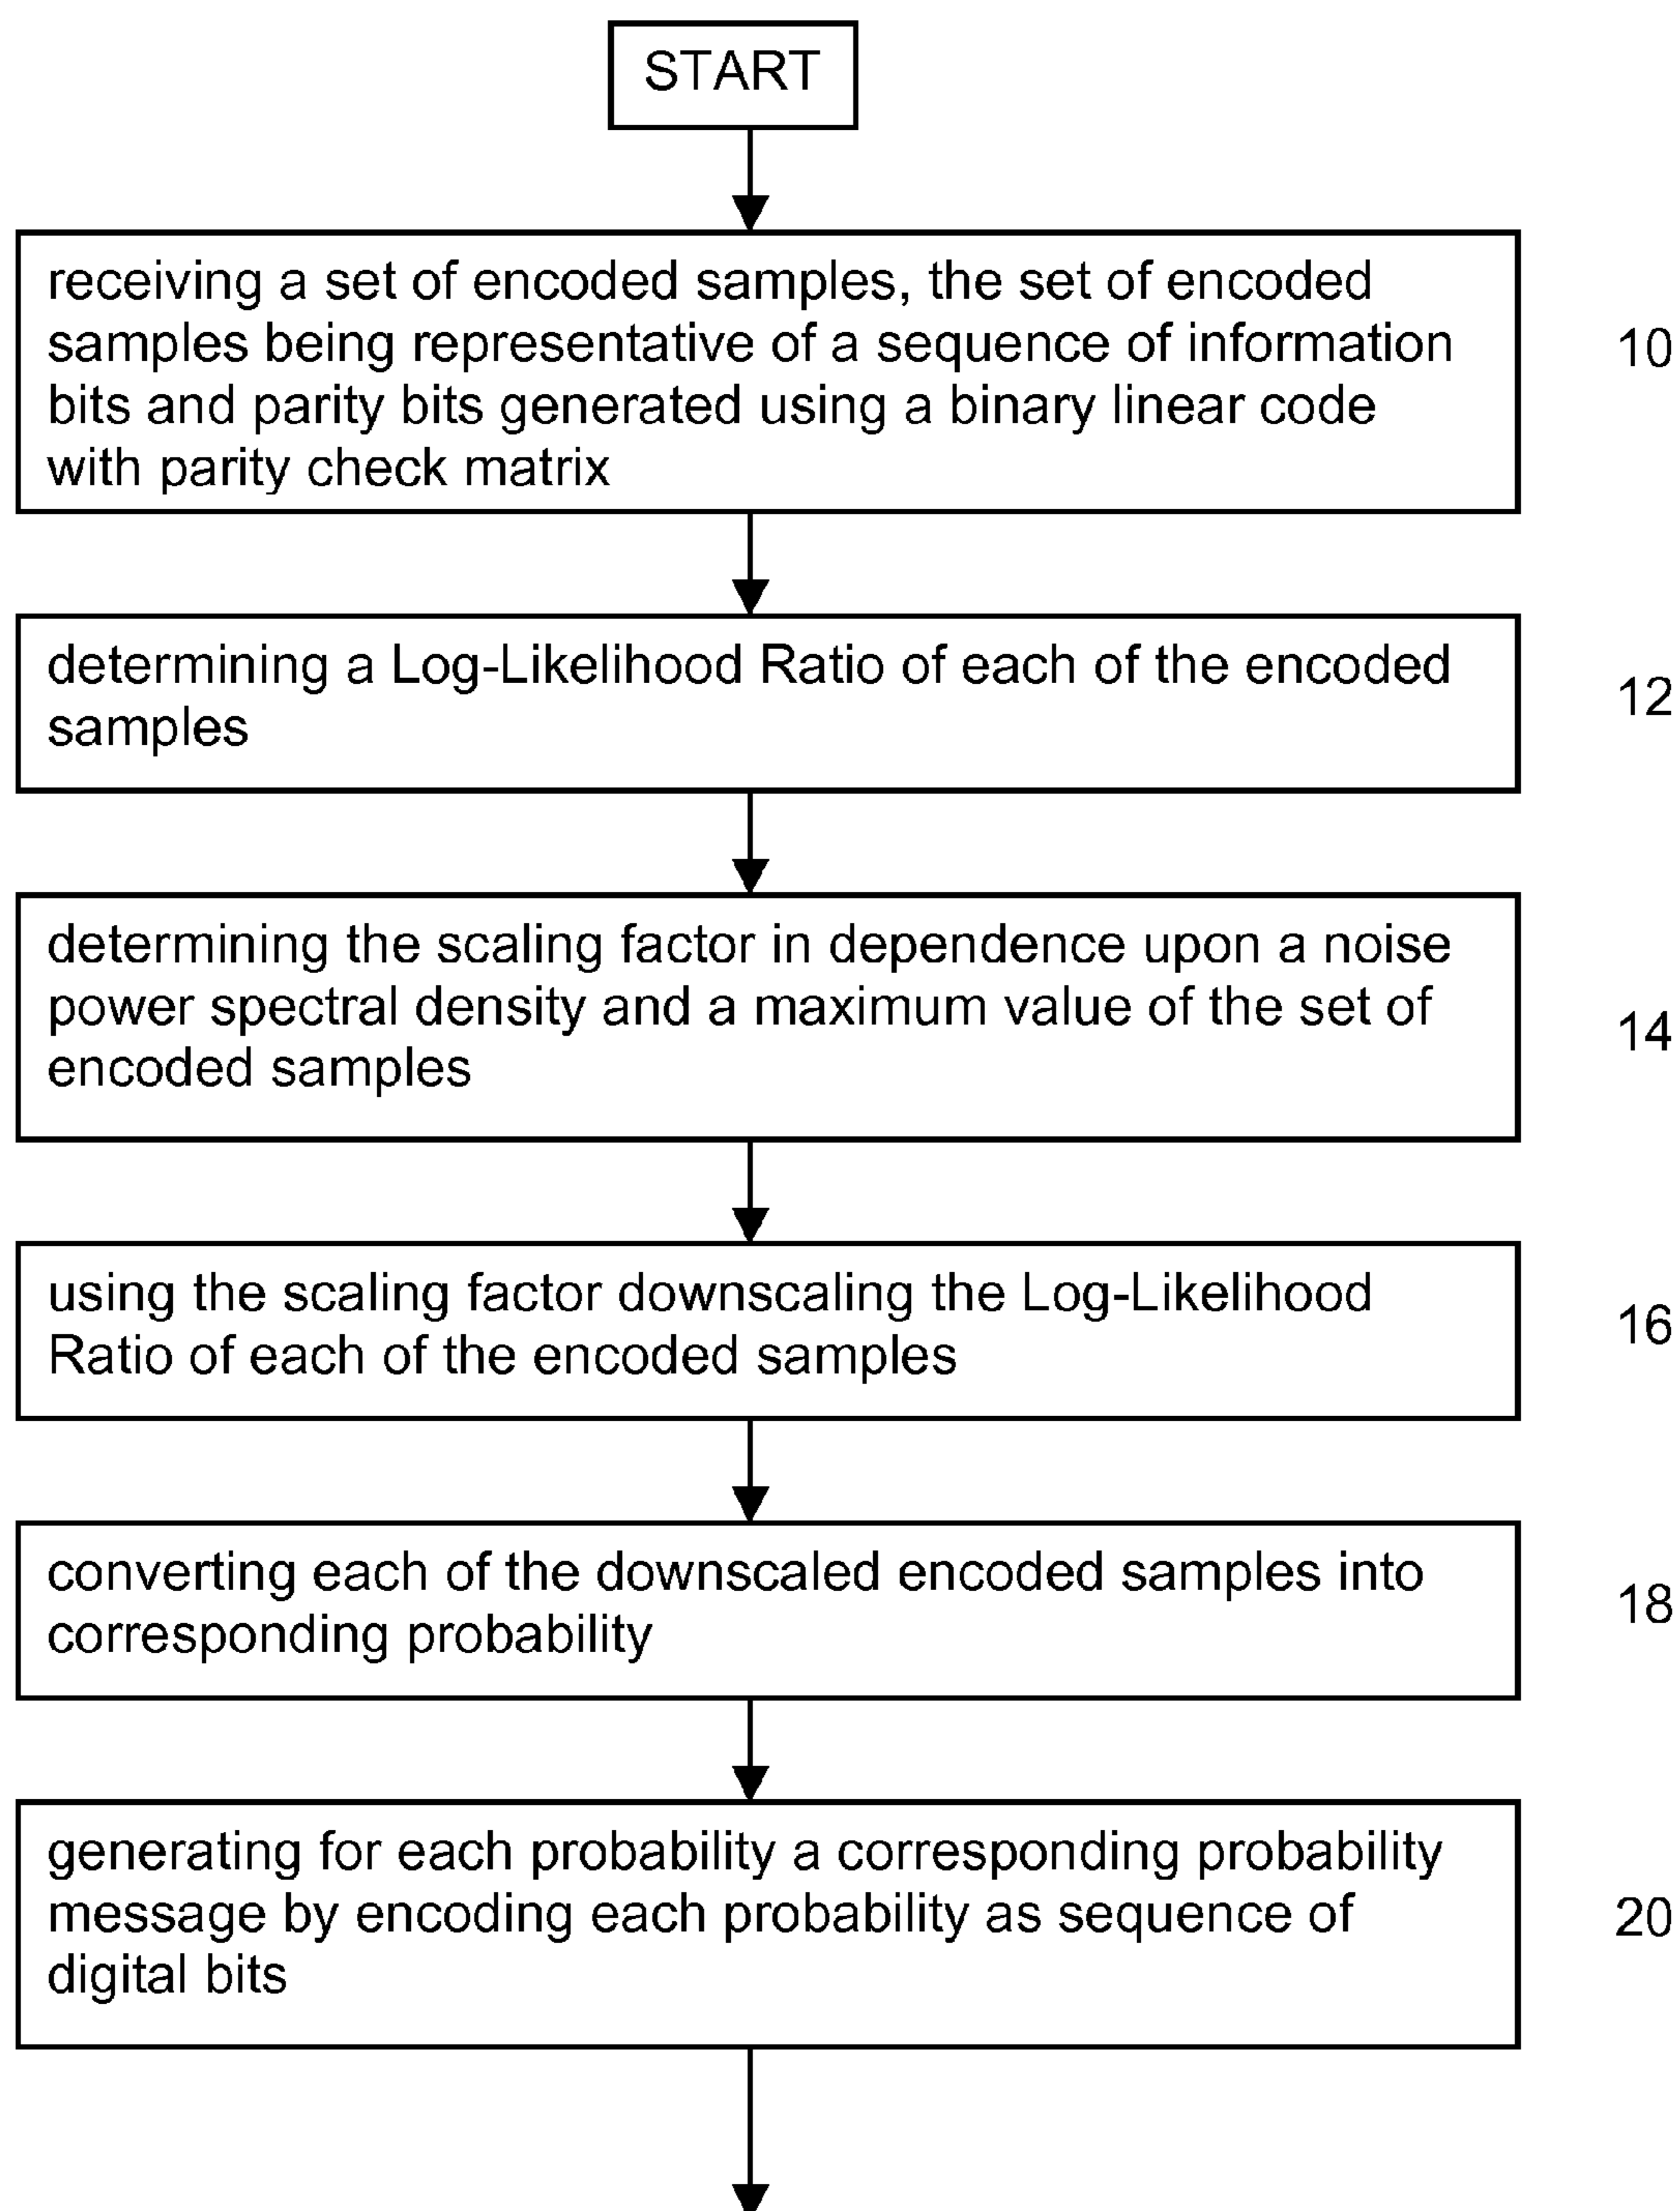 START
receiving a set of encoded samples, the set of encoded
samples being representative of a sequence of information
bits and parity bits generated using a binary linear code
with parity check matrix
10
determining a Log-Likelihood Ratio of each of the encoded
samples
12
determining the scaling factor in dependence upon a noise
power spectral density and a maximum value of the set of
encoded samples
14
using the scaling factor downscaling the Log-Likelihood
Ratio of each of the encoded samples
16
converting each of the downscaled encoded samples into
corresponding probability
18
generating for each probability a corresponding probability
message by encoding each probability as sequence of
digital bits
20